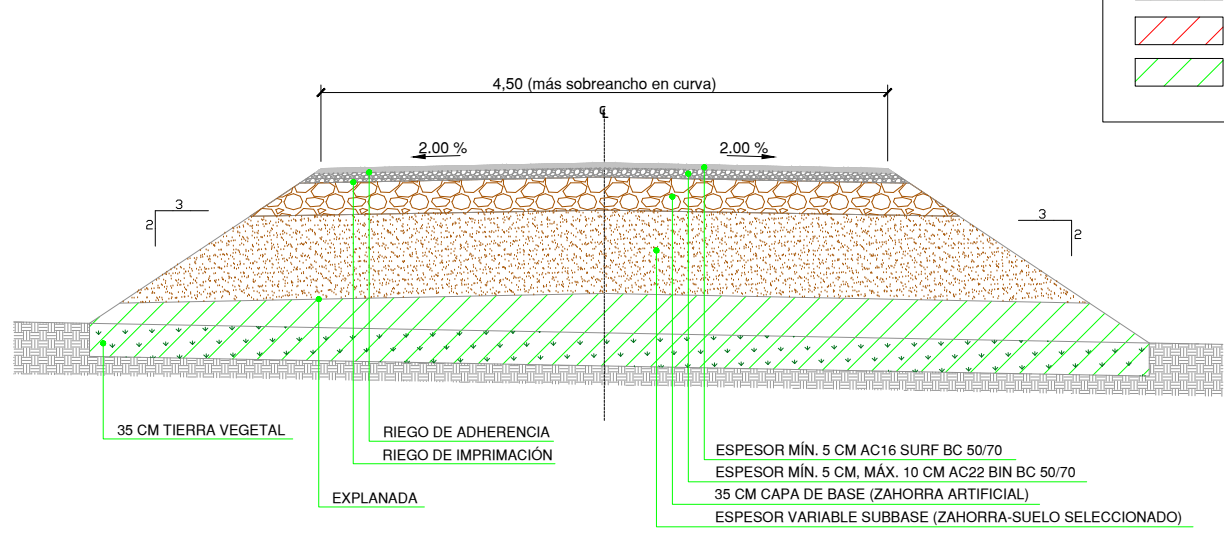 4,50 (más sobreancho en curva)
℄
2.00 % 2.00 %
3 3
2 2
35 CM TIERRA VEGETAL
RIEGO DE ADHERENCIA
RIEGO DE IMPRIMACIÓN
EXPLANADA
ESPESOR MÍN. 5 CM AC16 SURF BC 50/70
ESPESOR MÍN. 5 CM, MÁX. 10 CM AC22 BIN BC 50/70
35 CM CAPA DE BASE (ZAHORRA ARTIFICIAL)
ESPESOR VARIABLE SUBBASE (ZAHORRA-SUELO SELECCIONADO)